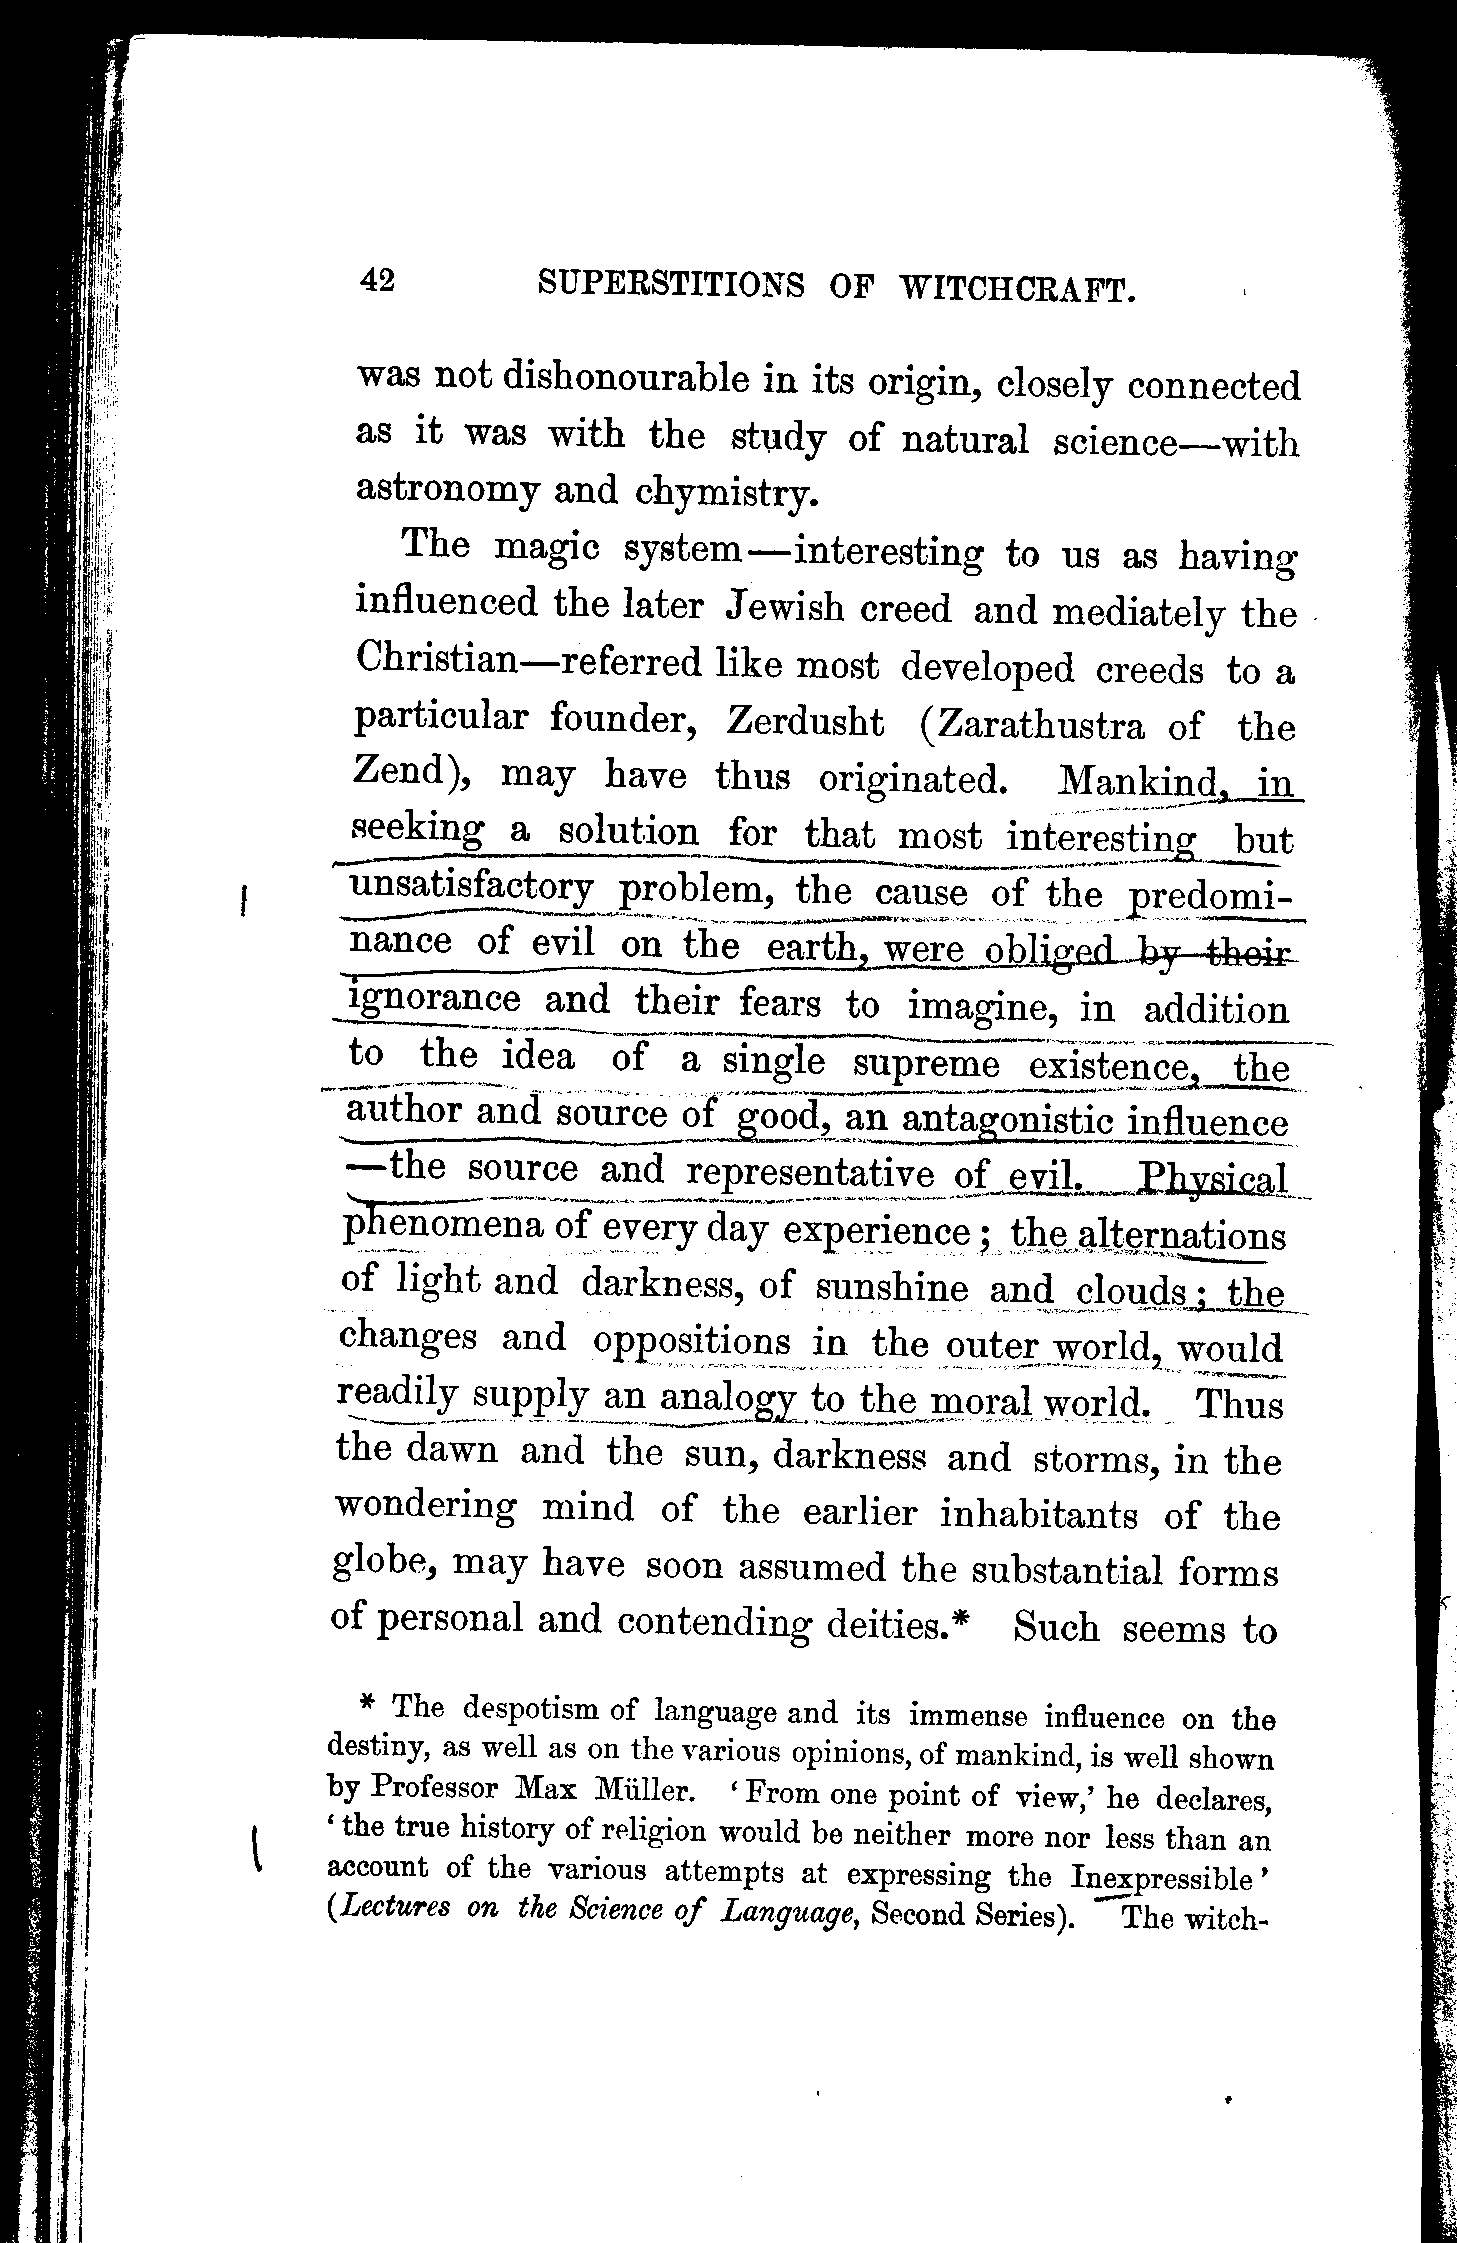 42 SUPERSTITIONS OF WITCHCRAFT.
was not dishonourable in its origin, closely connected
as it was with the study of natural science—with
astronomy and chymistry.
The magic system—interesting to us as having
influenced the later Jewish creed and mediately the
Christian—referred like most developed creeds to a
particular founder, Zerdusht (Zarathustra of the
Zend), may have thus originated. Mankind, in
seeking a solution for that most interesting but
unsatisfactory problem, the cause of the predomi-
nance of evil on the earth, were obliged by their
ignorance and their fears to imagine, in addition
to the idea of a single supreme existence, the
author and source of good, an antagonistic influence
—the source and representative of evil. Physical
phenomena of every day experience; the alternations
of light and darkness, of sunshine and clouds; the
changes and oppositions in the outer world, would
readily supply an analogy to the moral world. Thus
the dawn and the sun, darkness and storms, in the
wondering mind of the earlier inhabitants of the
globe, may have soon assumed the substantial forms
of personal and contending deities.* Such seems to
* The despotism of language and its immense influence on the
destiny, as well as on the various opinions, of mankind, is well shown
by Professor Max Müller. ‘From one point of view,’ he declares,
‘the true history of religion would be neither more nor less than an
account of the various attempts at expressing the Inexpressible’
(Lectures on the Science of Language, Second Series). The witch-